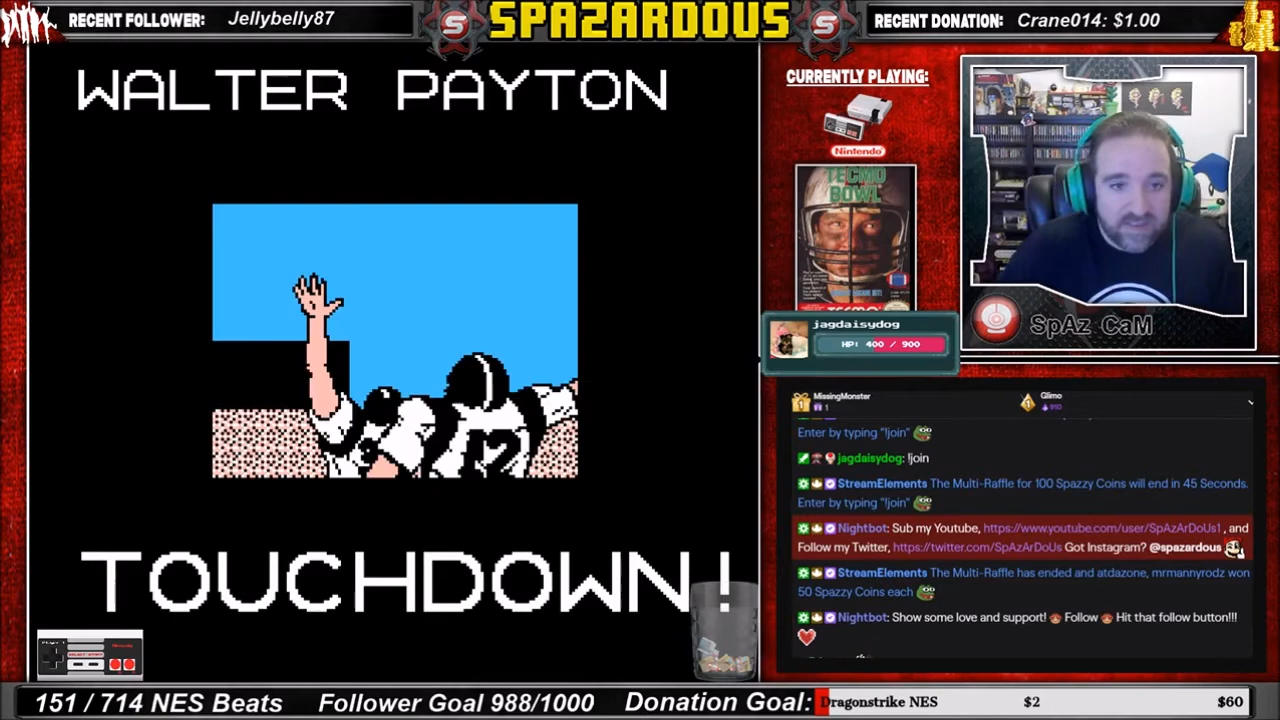 RECENT FOLLOWER: Jellybelly87
SPAZARDOUS
RECENT DONATION: Crane014: $1.00
WALTER PAYTON
CURRENTLY PLAYING:
Nintendo
TECMO
BOWL
TECMO
jagdaisydog
HP: 400 / 900
SpAz CaM
12
MissingMonster
1
Glimo
Enter by typing "!join"
jagdaisydog: !join
StreamElements The Multi-Raffle for 100 Spazzy Coins will end in 45 Seconds.
Enter by typing "!join"
Nightbot: Sub my Youtube, https://www.youtube.com/user/SpAzArDoUs1 , and
Follow my Twitter, https://twitter.com/SpAzArDoUs Got Instagram? @spazardous
StreamElements The Multi-Raffle has ended and atdazone, mrmannyrodz won
50 Spazzy Coins each
Nightbot: Show some love and support! Follow Hit that follow button!!!
TOUCHDOWN!
151 / 714 NES Beats
Follower Goal 988/1000
Donation Goal:
Dragonstrike NES
$2
$60